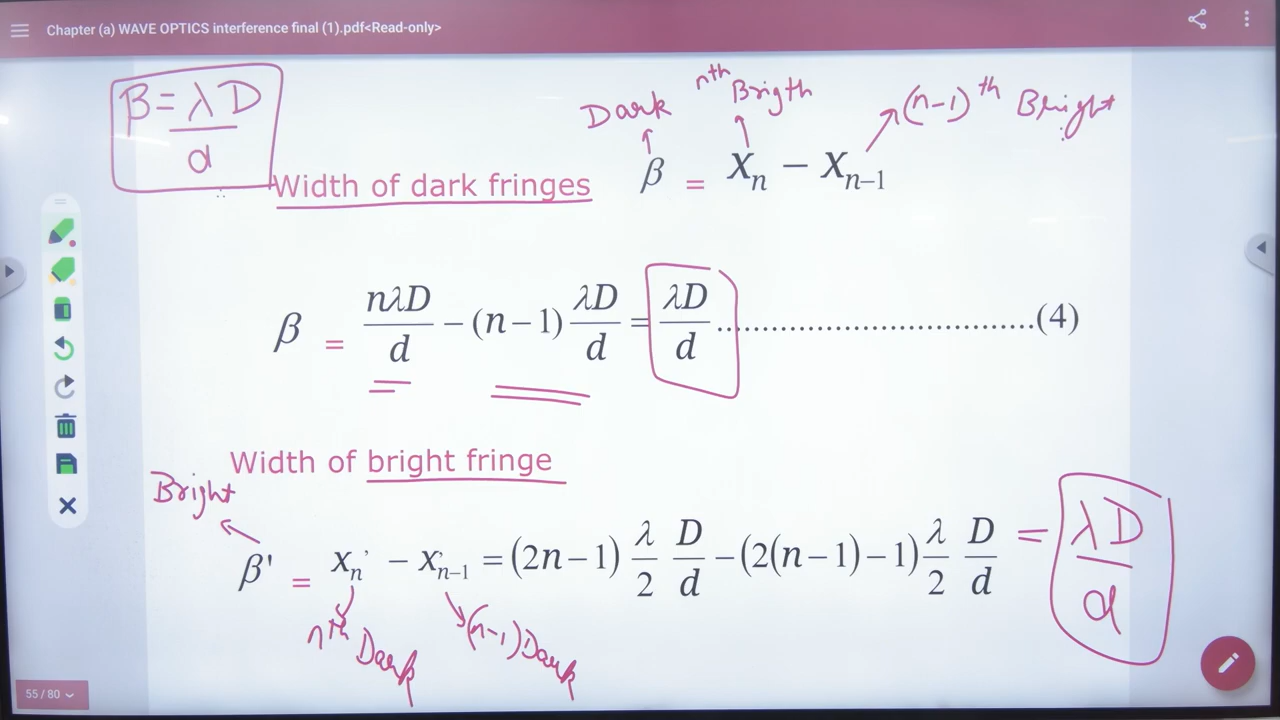 Chapter (a) WAVE OPTICS interference final (1).pdf<Read-only>
β = λD/d
Dark
nth Brigth
(n-1)th Bright
Width of dark fringes
β = Xn − Xn−1
β = nλD/d − (n−1) λD/d = λD/d ....................................(4)
Width of bright fringe
Bright
β' = xn' − x'n−1 = (2n−1) λ/2 D/d − (2(n−1)−1) λ/2 D/d = λD/d
nth Dark
(n-1) Dark
55 / 80